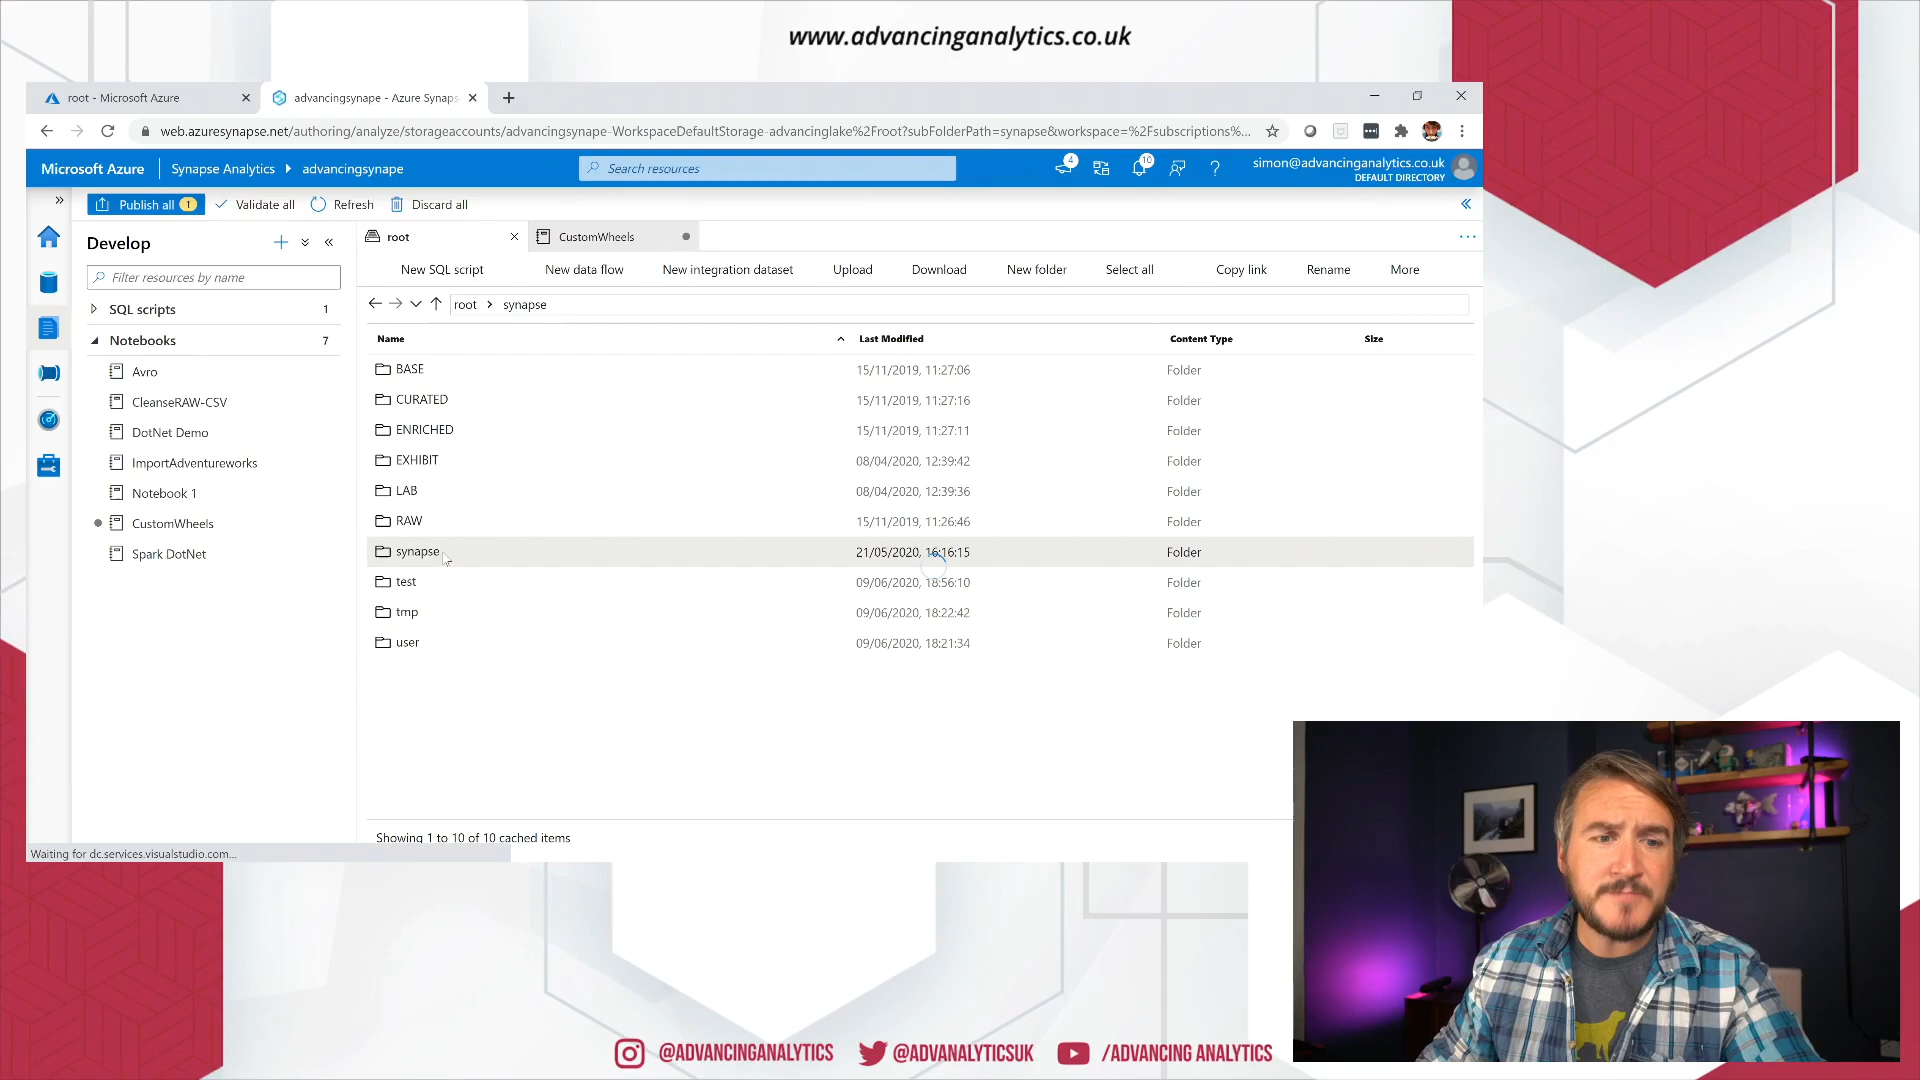 www.advancinganalytics.co.uk
root - Microsoft Azure
advancingsynape - Azure Synaps
web.azuresynapse.net/authoring/analyze/storageaccounts/advancingsynape-WorkspaceDefaultStorage-advancinglake%2Froot?subFolderPath=synapse&workspace=%2Fsubscriptions%...
Microsoft Azure
Synapse Analytics
advancingsynape
Search resources
4
10
simon@advancinganalytics.co.uk
DEFAULT DIRECTORY
Publish all 1
Validate all
Refresh
Discard all
Develop
Filter resources by name
SQL scripts 1
Notebooks 7
Avro
CleanseRAW-CSV
DotNet Demo
ImportAdventureworks
Notebook 1
CustomWheels
Spark DotNet
root
CustomWheels
New SQL script
New data flow
New integration dataset
Upload
Download
New folder
Select all
Copy link
Rename
More
root > synapse
Name Last Modified Content Type Size
BASE 15/11/2019, 11:27:06 Folder
CURATED 15/11/2019, 11:27:16 Folder
ENRICHED 15/11/2019, 11:27:11 Folder
EXHIBIT 08/04/2020, 12:39:42 Folder
LAB 08/04/2020, 12:39:36 Folder
RAW 15/11/2019, 11:26:46 Folder
synapse 21/05/2020, 16:16:15 Folder
test 09/06/2020, 18:56:10 Folder
tmp 09/06/2020, 18:22:42 Folder
user 09/06/2020, 18:21:34 Folder
Showing 1 to 10 of 10 cached items
Waiting for dc.services.visualstudio.com...
@ADVANCINGANALYTICS
@ADVANALYTICSUK
/ADVANCING ANALYTICS